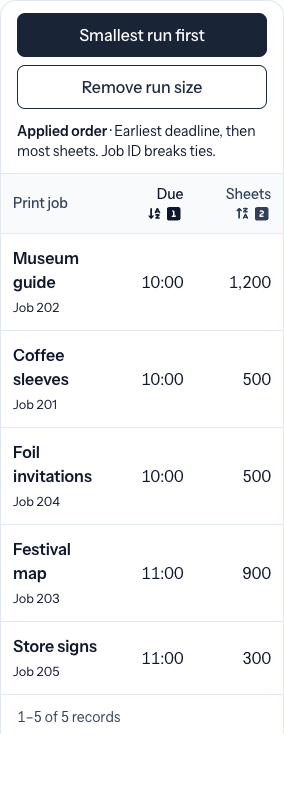 Smallest run first
Remove run size
Applied order · Earliest deadline, then
most sheets. Job ID breaks ties.
Print job Due 1 Sheets 2
Museum
guide
Job 202
10:00 1,200
Coffee
sleeves
Job 201
10:00 500
Foil
invitations
Job 204
10:00 500
Festival
map
Job 203
11:00 900
Store signs
Job 205
11:00 300
1–5 of 5 records